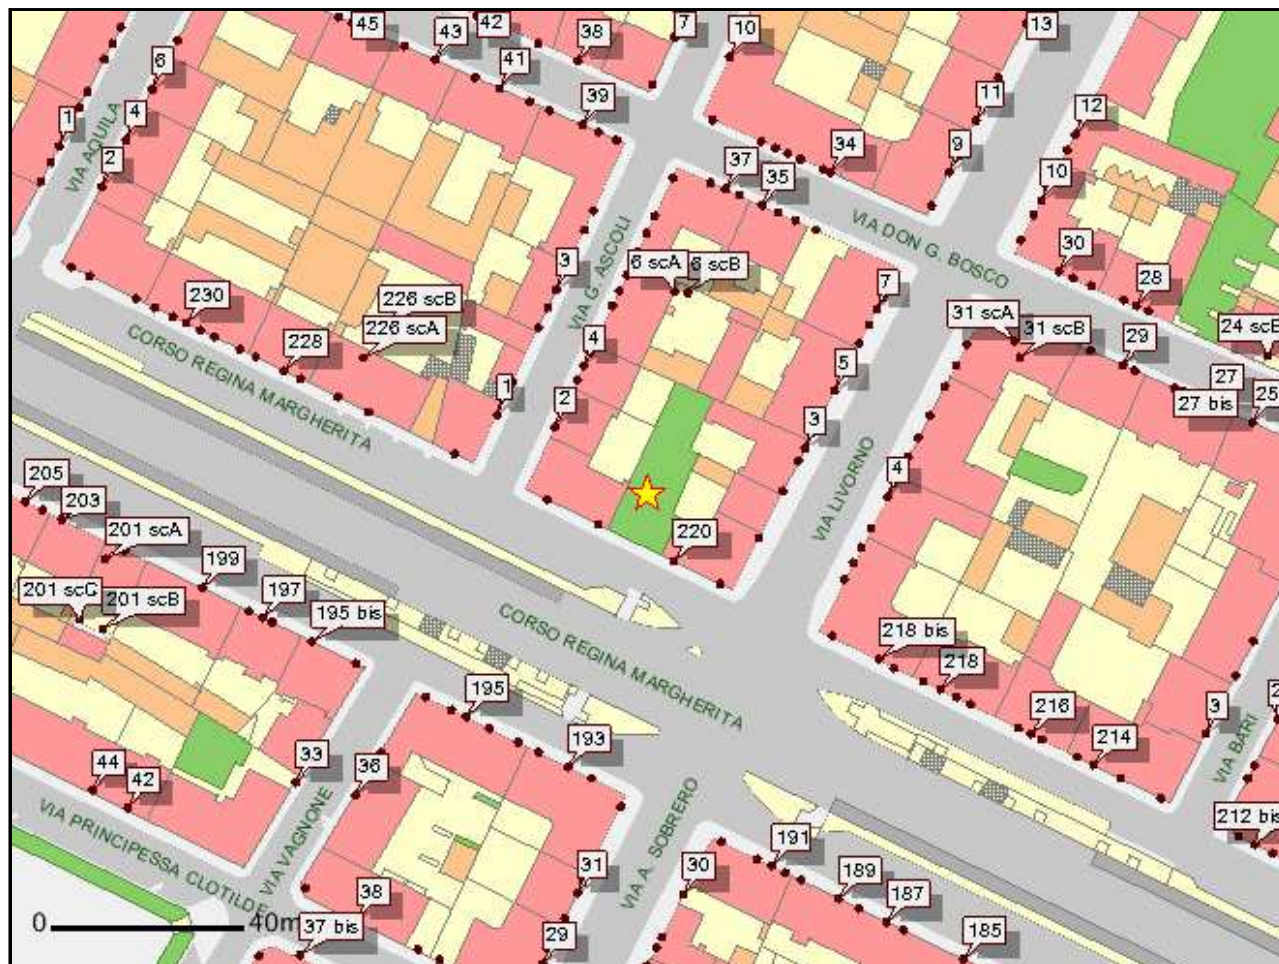 45
43
42
38
7
10
13
6
41
39
11
12
1
4
34
9
VIA AQUILA
2
37
35
10
VIA DON G. BOSCO
VIA G. ASCOLI
3
6 scA
6 scB
30
7
28
230
226 scB
226 scA
31 scA
31 scB
24 scB
228
4
29
CORSO REGINA MARGHERITA
5
27
27 bis
25
1
2
3
VIA LIVORNO
4
205
203
201 scA
220
199
201 scC
201 scB
197
195 bis
CORSO REGINA MARGHERITA
218 bis
218
195
216
3
214
193
VIA BARI
33
36
44
42
VIA PRINCIPESSA CLOTILDE
VIA VAGNONE
VIA A. SOBRERO
212 bis
191
31
30
189
38
187
0
40m
37 bis
29
185